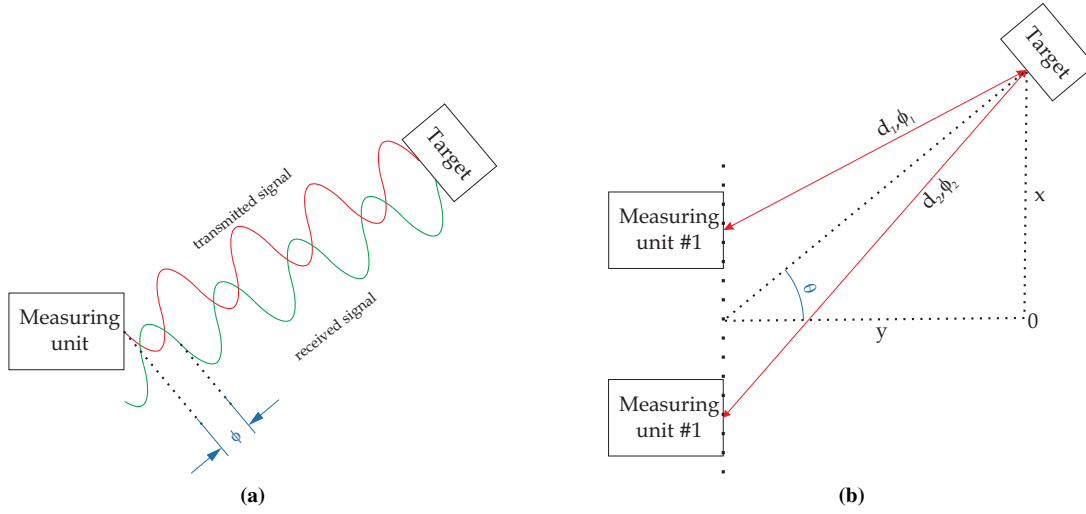 Target
transmitted signal
received signal
Measuring
unit
ϕ
(a)
Target
d₁,ϕ₁
d₂,ϕ₂
x
Measuring
unit #1
θ
y
0
Measuring
unit #1
(b)